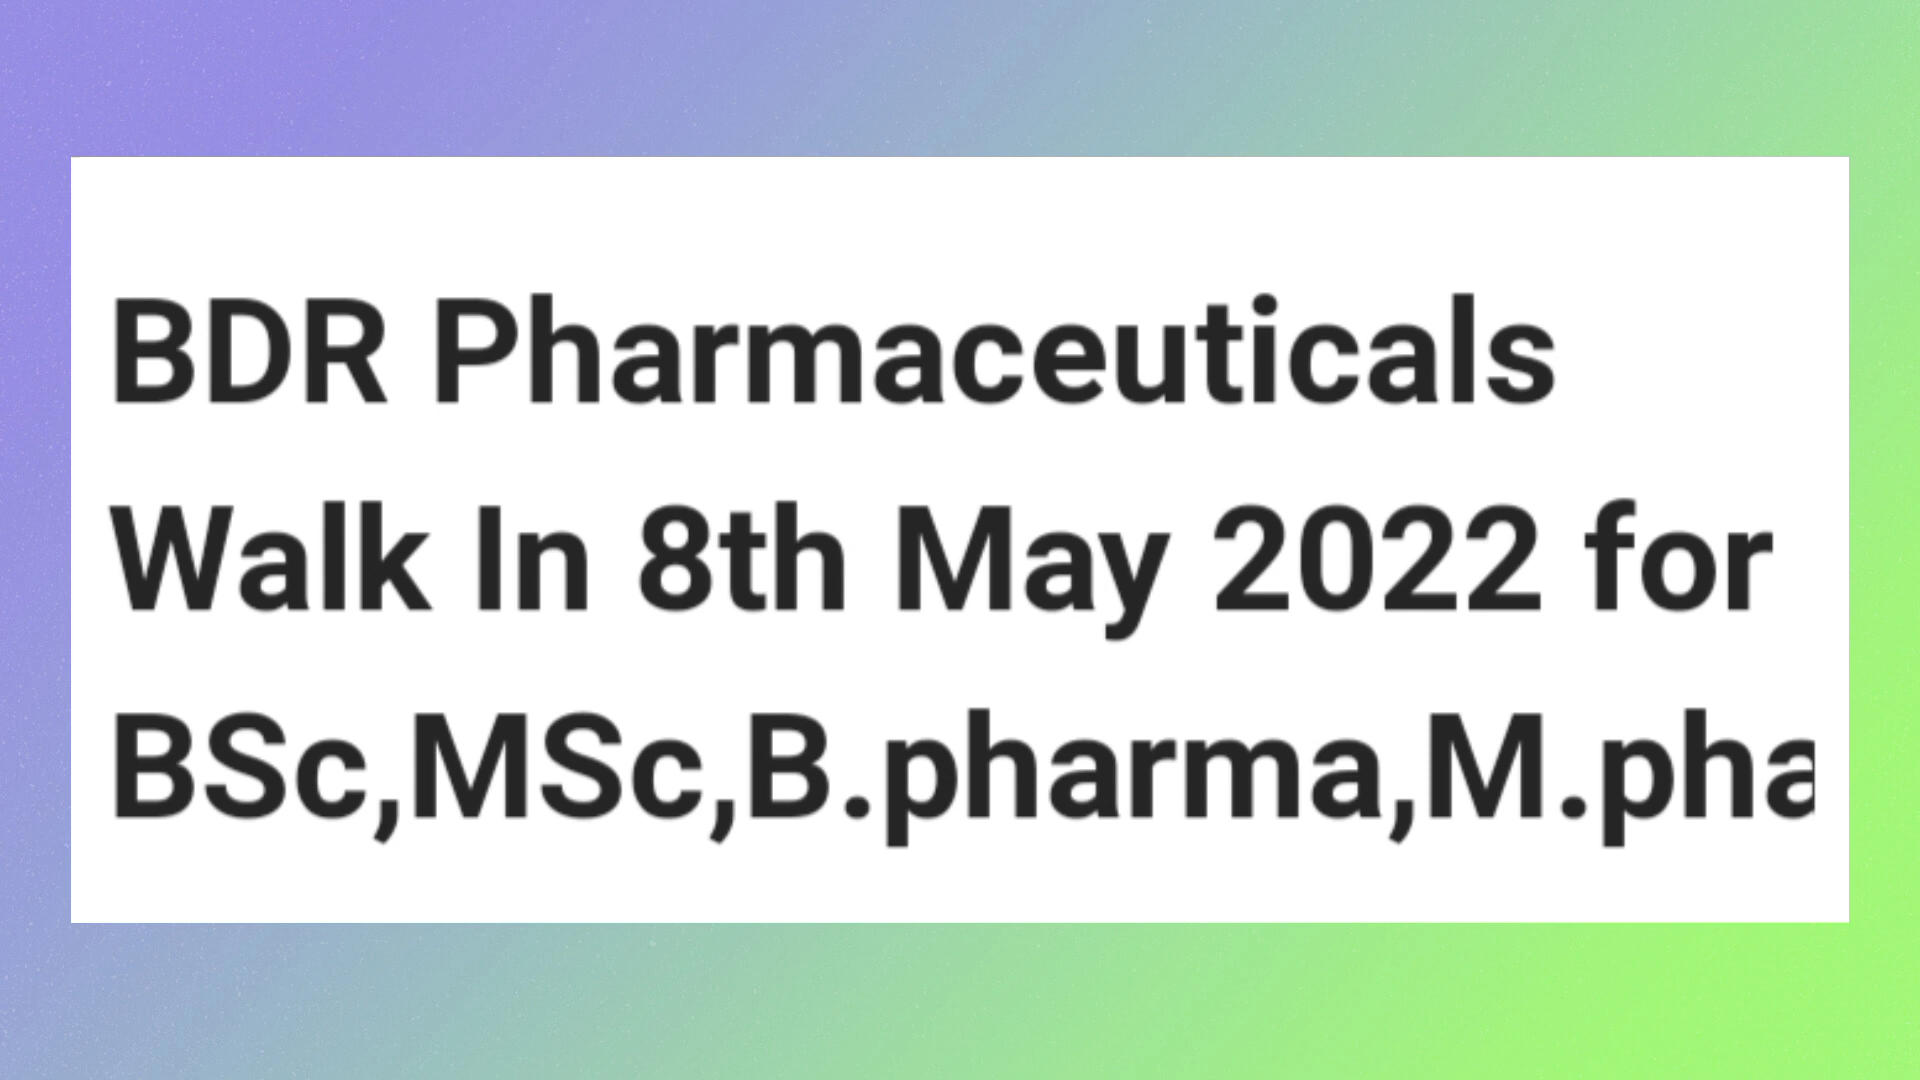 BDR Pharmaceuticals
Walk In 8th May 2022 for
BSc,MSc,B.pharma,M.pha